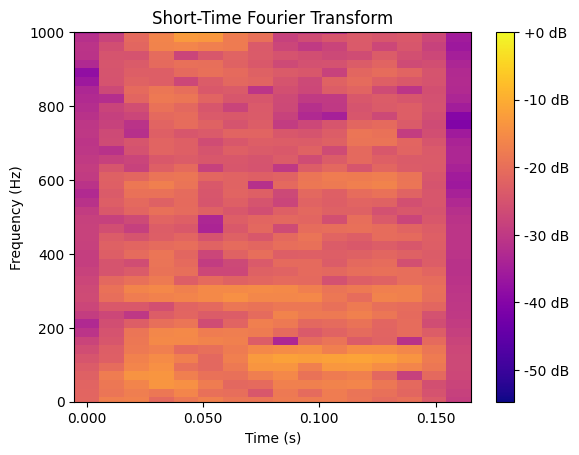 Short-Time Fourier Transform
1000
800
600
400
200
0
Frequency (Hz)
0.000
0.050
0.100
0.150
Time (s)
+0 dB
-10 dB
-20 dB
-30 dB
-40 dB
-50 dB